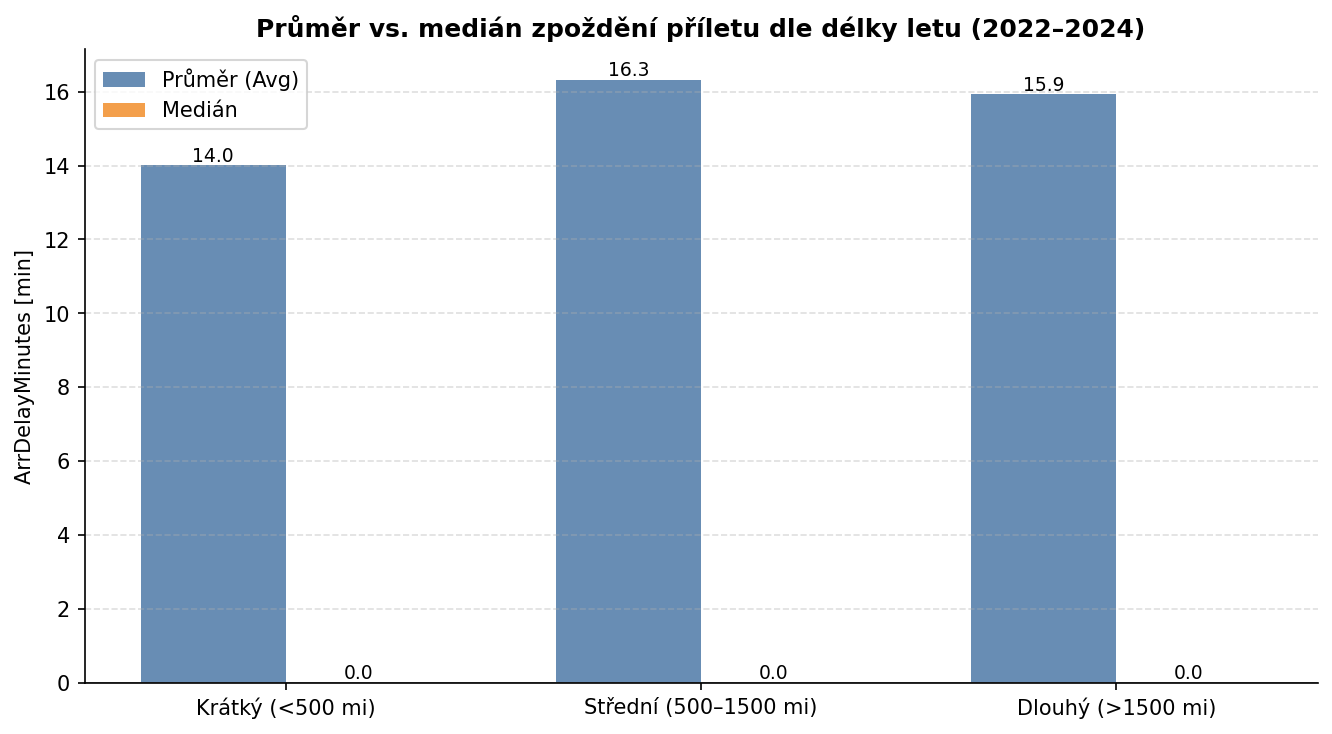 Průměr vs. medián zpoždění příletu dle délky letu (2022–2024)
Průměr (Avg)
Medián
ArrDelayMinutes [min]
16
14
12
10
8
6
4
2
0
14.0
0.0
16.3
0.0
15.9
0.0
Krátký (<500 mi)
Střední (500–1500 mi)
Dlouhý (>1500 mi)